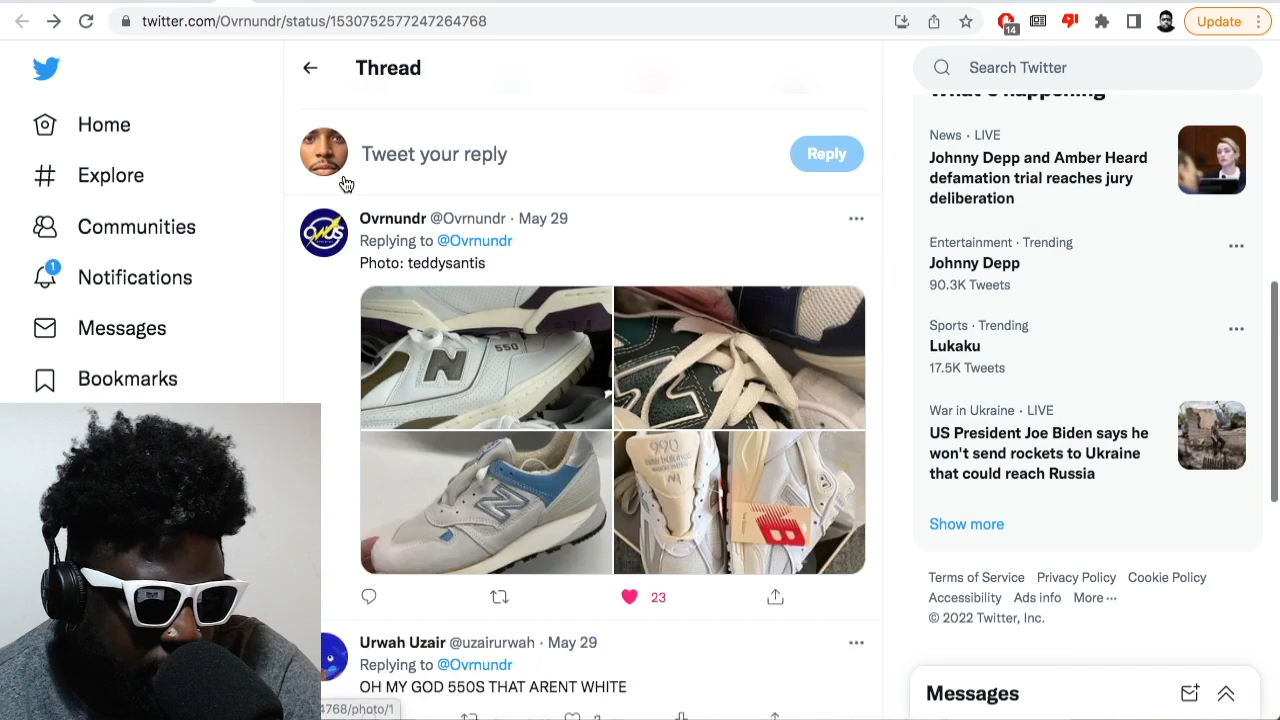 twitter.com/Ovrnundr/status/1530752577247264768
14
Update
Thread
Home
Explore
Communities
1
Notifications
Messages
Bookmarks
Tweet your reply
Reply
Ovrnundr @Ovrnundr · May 29
Replying to @Ovrnundr
Photo: teddysantis
N
550
N
990
new balance
23
Urwah Uzair @uzairurwah · May 29
Replying to @Ovrnundr
OH MY GOD 550S THAT ARENT WHITE
4768/photo/1
Search Twitter
What's happening
News · LIVE
Johnny Depp and Amber Heard
defamation trial reaches jury
deliberation
Entertainment · Trending
Johnny Depp
90.3K Tweets
Sports · Trending
Lukaku
17.5K Tweets
War in Ukraine · LIVE
US President Joe Biden says he
won't send rockets to Ukraine
that could reach Russia
Show more
Terms of Service Privacy Policy Cookie Policy
Accessibility Ads info More ···
© 2022 Twitter, Inc.
Messages